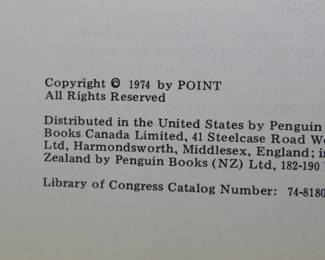 Copyright © 1974 by POINT
All Rights Reserved
Distributed in the United States by Penguin
Books Canada Limited, 41 Steelcase Road
Ltd, Harmondsworth, Middlesex, England;
Zealand by Penguin Books (NZ) Ltd, 182-190
Library of Congress Catalog Number: 74-8180